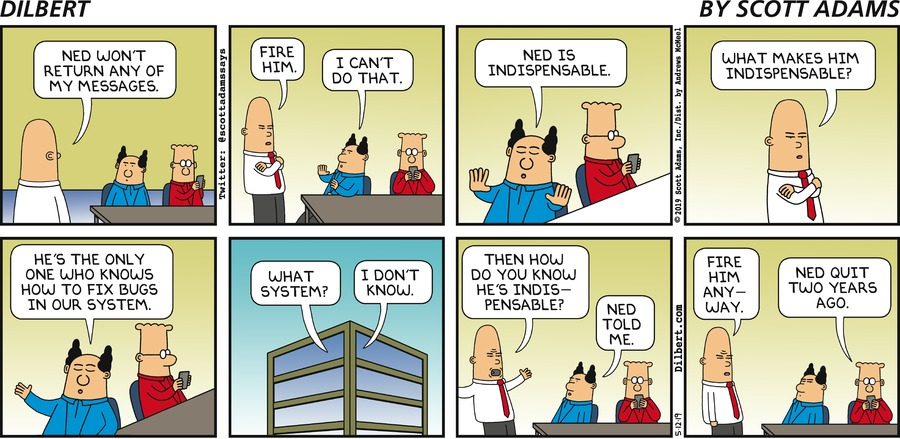 DILBERT
BY SCOTT ADAMS
NED WON'T
RETURN ANY OF
MY MESSAGES.
Twitter: @scottadamssays
FIRE
HIM.
I CAN'T
DO THAT.
NED IS
INDISPENSABLE.
©2019 Scott Adams, Inc./Dist. by Andrews McMeel
WHAT MAKES HIM
INDISPENSABLE?
HE'S THE ONLY
ONE WHO KNOWS
HOW TO FIX BUGS
IN OUR SYSTEM.
WHAT
SYSTEM?
I DON'T
KNOW.
THEN HOW
DO YOU KNOW
HE'S INDIS-
PENSABLE?
NED
TOLD
ME.
Dilbert.com
5-12-19
FIRE
HIM
ANY-
WAY.
NED QUIT
TWO YEARS
AGO.